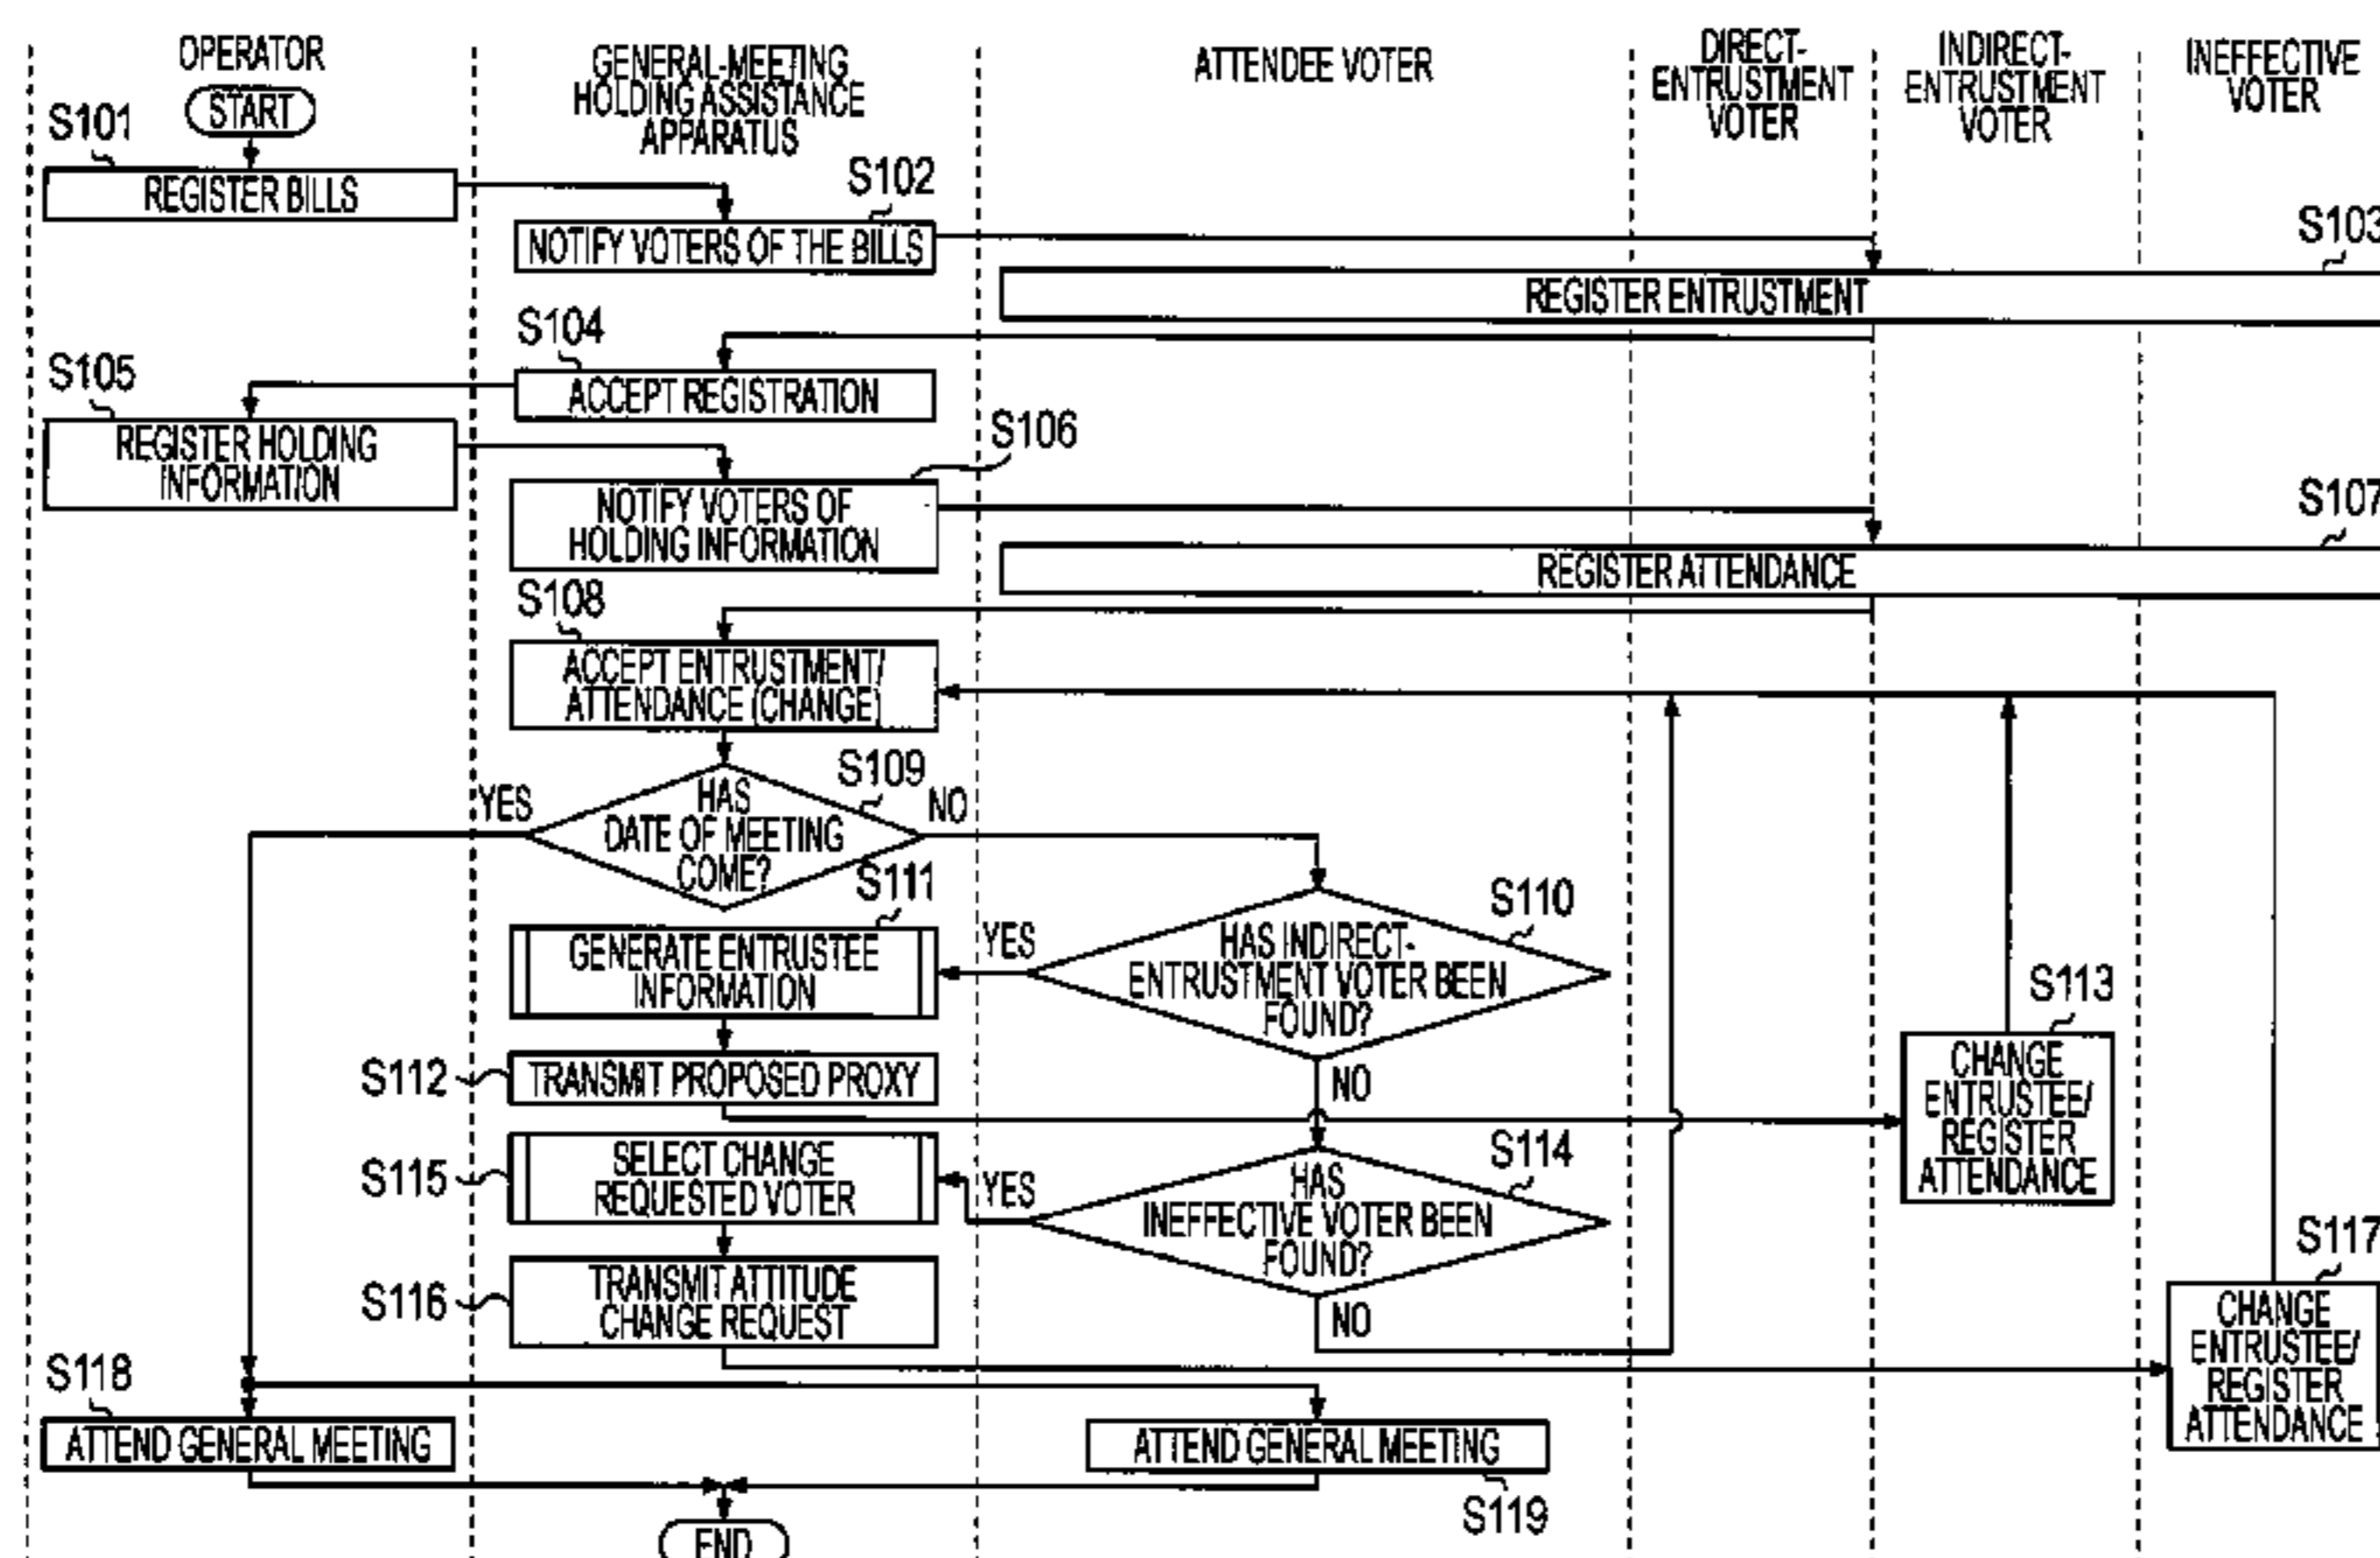 OPERATOR
GENERAL-MEETING
HOLDING ASSISTANCE
APPARATUS
ATTENDEE VOTER
DIRECT-
ENTRUSTMENT
VOTER
INDIRECT-
ENTRUSTMENT
VOTER
INEFFECTIVE
VOTER
START
S101
REGISTER BILLS
S102
NOTIFY VOTERS OF THE BILLS
S103
REGISTER ENTRUSTMENT
S104
ACCEPT REGISTRATION
S105
REGISTER HOLDING
INFORMATION
S106
NOTIFY VOTERS OF
HOLDING INFORMATION
S107
REGISTER ATTENDANCE
S108
ACCEPT ENTRUSTMENT/
ATTENDANCE (CHANGE)
S109
YES
HAS
DATE OF MEETING
COME?
NO
S110
HAS INDIRECT-
ENTRUSTMENT VOTER BEEN
FOUND?
YES
NO
S111
GENERATE ENTRUSTEE
INFORMATION
S112
TRANSMIT PROPOSED PROXY
S113
CHANGE
ENTRUSTEE/
REGISTER
ATTENDANCE
S114
HAS
INEFFECTIVE VOTER BEEN
FOUND?
YES
NO
S115
SELECT CHANGE
REQUESTED VOTER
S116
TRANSMIT ATTITUDE
CHANGE REQUEST
S117
CHANGE
ENTRUSTEE/
REGISTER
ATTENDANCE
S118
ATTEND GENERAL MEETING
ATTEND GENERAL MEETING
S119
END